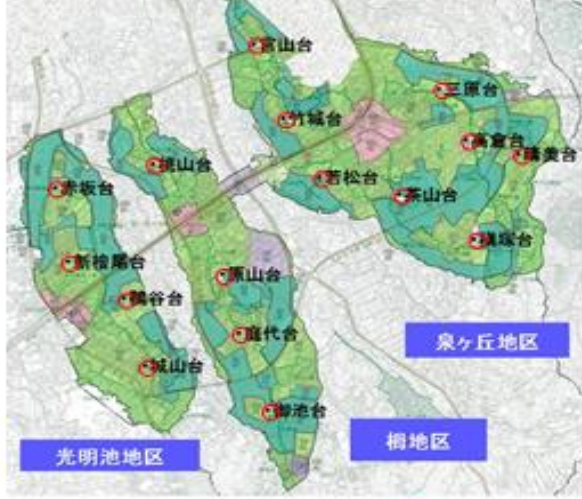 宮山台
三原台
竹城台
高倉台
晴美台
桃山台
若松台
茶山台
赤坂台
槇塚台
新檜尾台
原山台
鴨谷台
庭代台
泉ヶ丘地区
城山台
御池台
栂地区
光明池地区